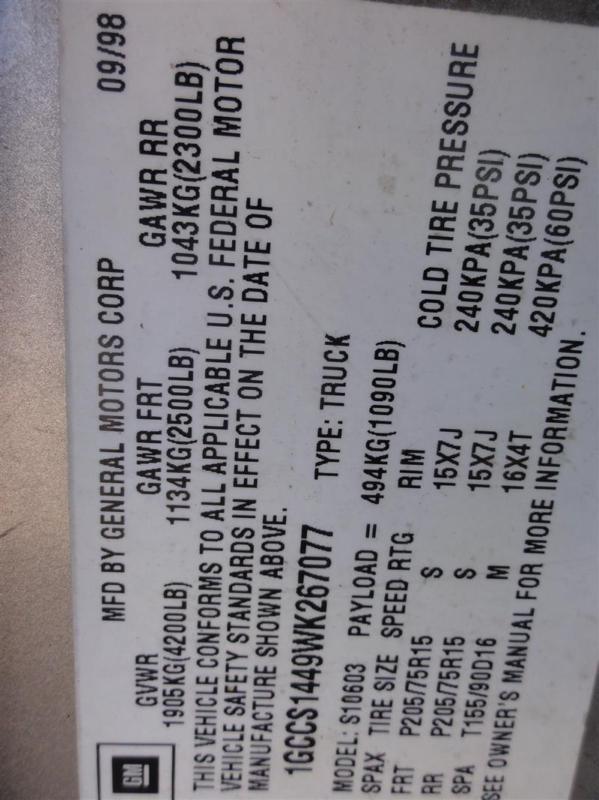 GM
MFD BY GENERAL MOTORS CORP 09/98
GVWR GAWR FRT GAWR RR
1905KG(4200LB) 1134KG(2500LB) 1043KG(2300LB)
THIS VEHICLE CONFORMS TO ALL APPLICABLE U.S. FEDERAL MOTOR
VEHICLE SAFETY STANDARDS IN EFFECT ON THE DATE OF
MANUFACTURE SHOWN ABOVE.
1GCCS1449WK267077 TYPE: TRUCK
MODEL: S10603 PAYLOAD = 494KG(1090LB)
SPAX TIRE SIZE SPEED RTG RIM COLD TIRE PRESSURE
FRT P205/75R15 S 15X7J 240KPA(35PSI)
RR P205/75R15 S 15X7J 240KPA(35PSI)
SPA T155/90D16 M 16X4T 420KPA(60PSI)
SEE OWNER'S MANUAL FOR MORE INFORMATION.